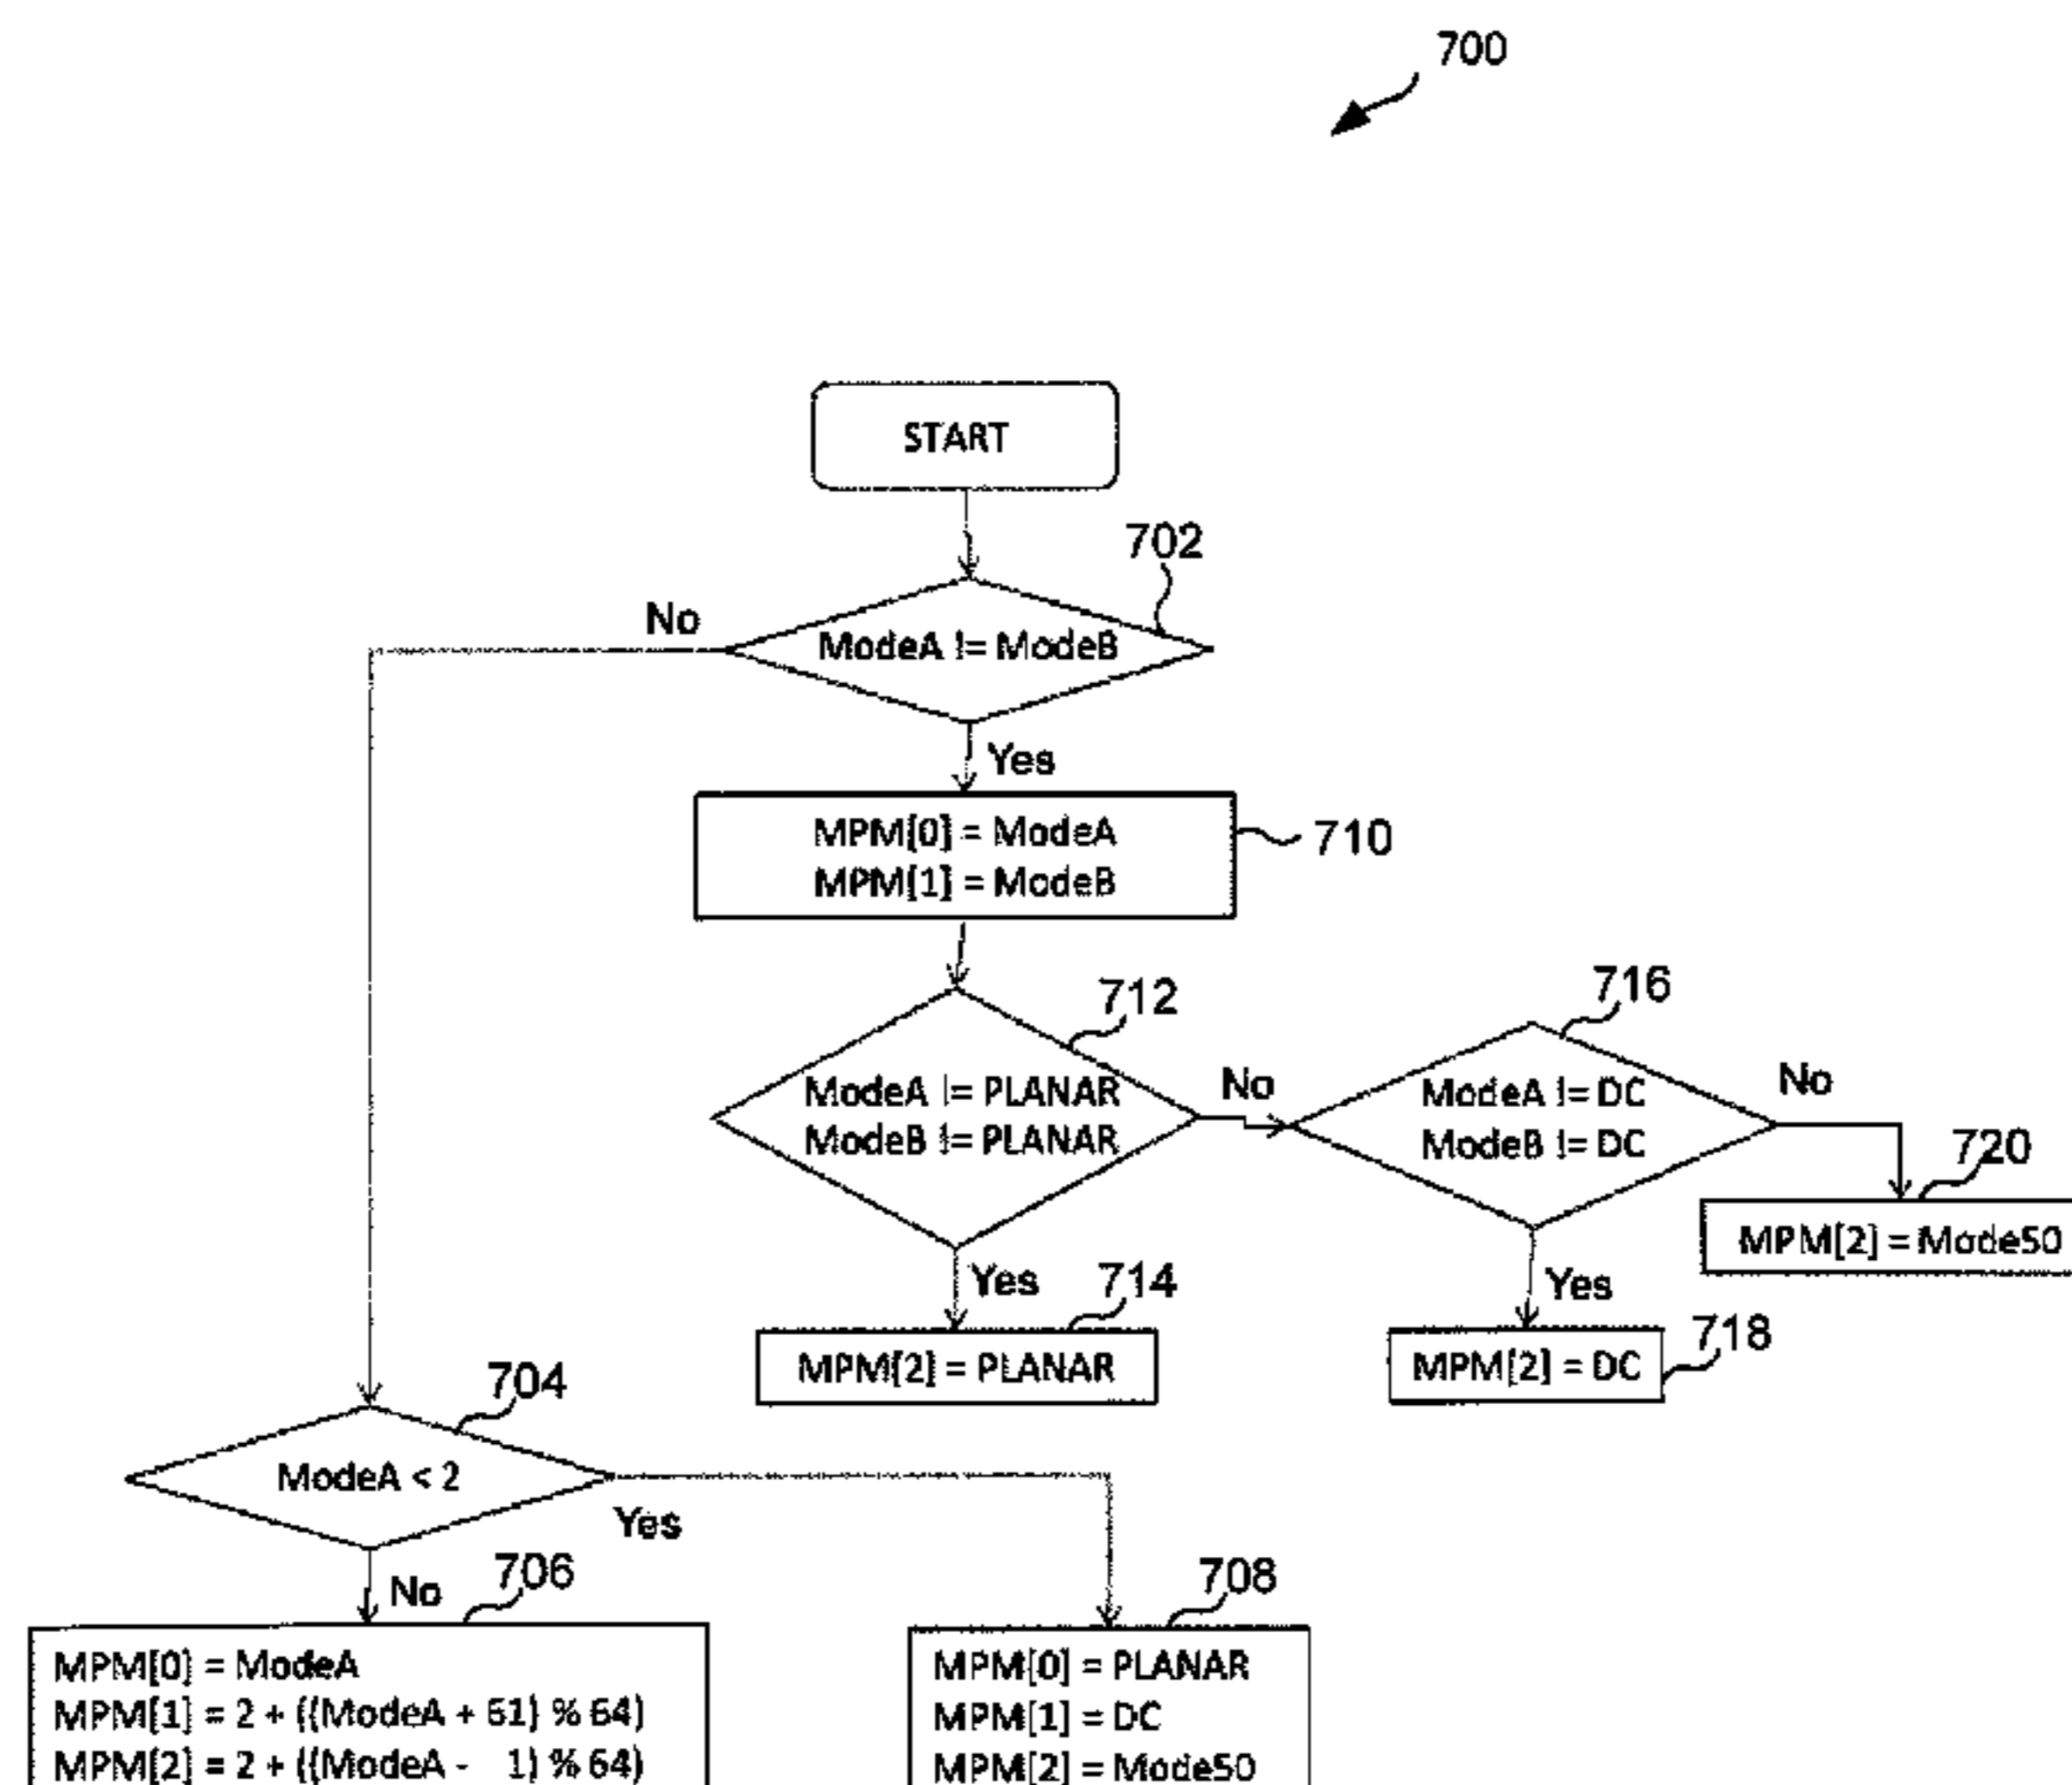 700
START
702
No
ModeA != ModeB
Yes
MPM[0] = ModeA
MPM[1] = ModeB
710
712
716
ModeA != PLANAR
ModeB != PLANAR
No
ModeA != DC
ModeB != DC
No
720
MPM[2] = Mode50
Yes
714
MPM[2] = PLANAR
Yes
718
MPM[2] = DC
704
ModeA < 2
Yes
No
706
708
MPM[0] = ModeA
MPM[1] = 2 + ((ModeA + 61) % 64)
MPM[2] = 2 + ((ModeA - 1) % 64)
MPM[0] = PLANAR
MPM[1] = DC
MPM[2] = Mode50